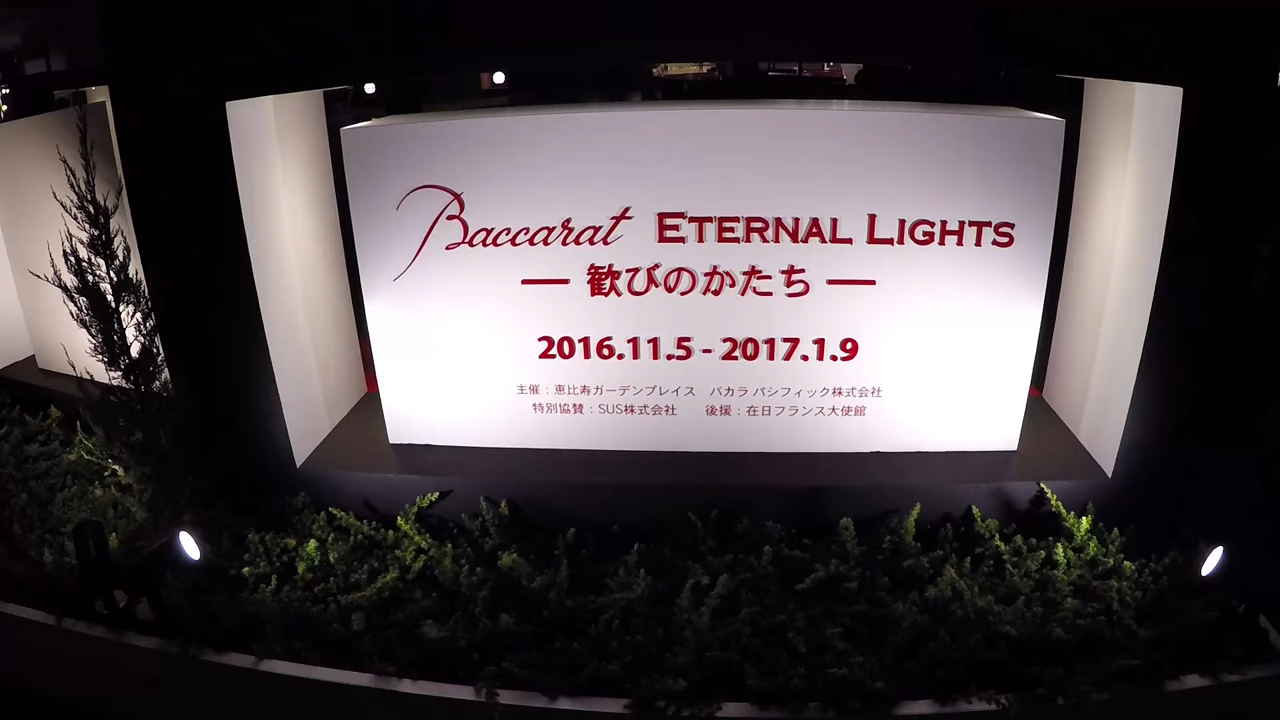 Baccarat ETERNAL LIGHTS
— 歓びのかたち —
2016.11.5 - 2017.1.9
主催：恵比寿ガーデンプレイス　バカラ パシフィック株式会社
特別協賛：SUS株式会社　後援：在日フランス大使館